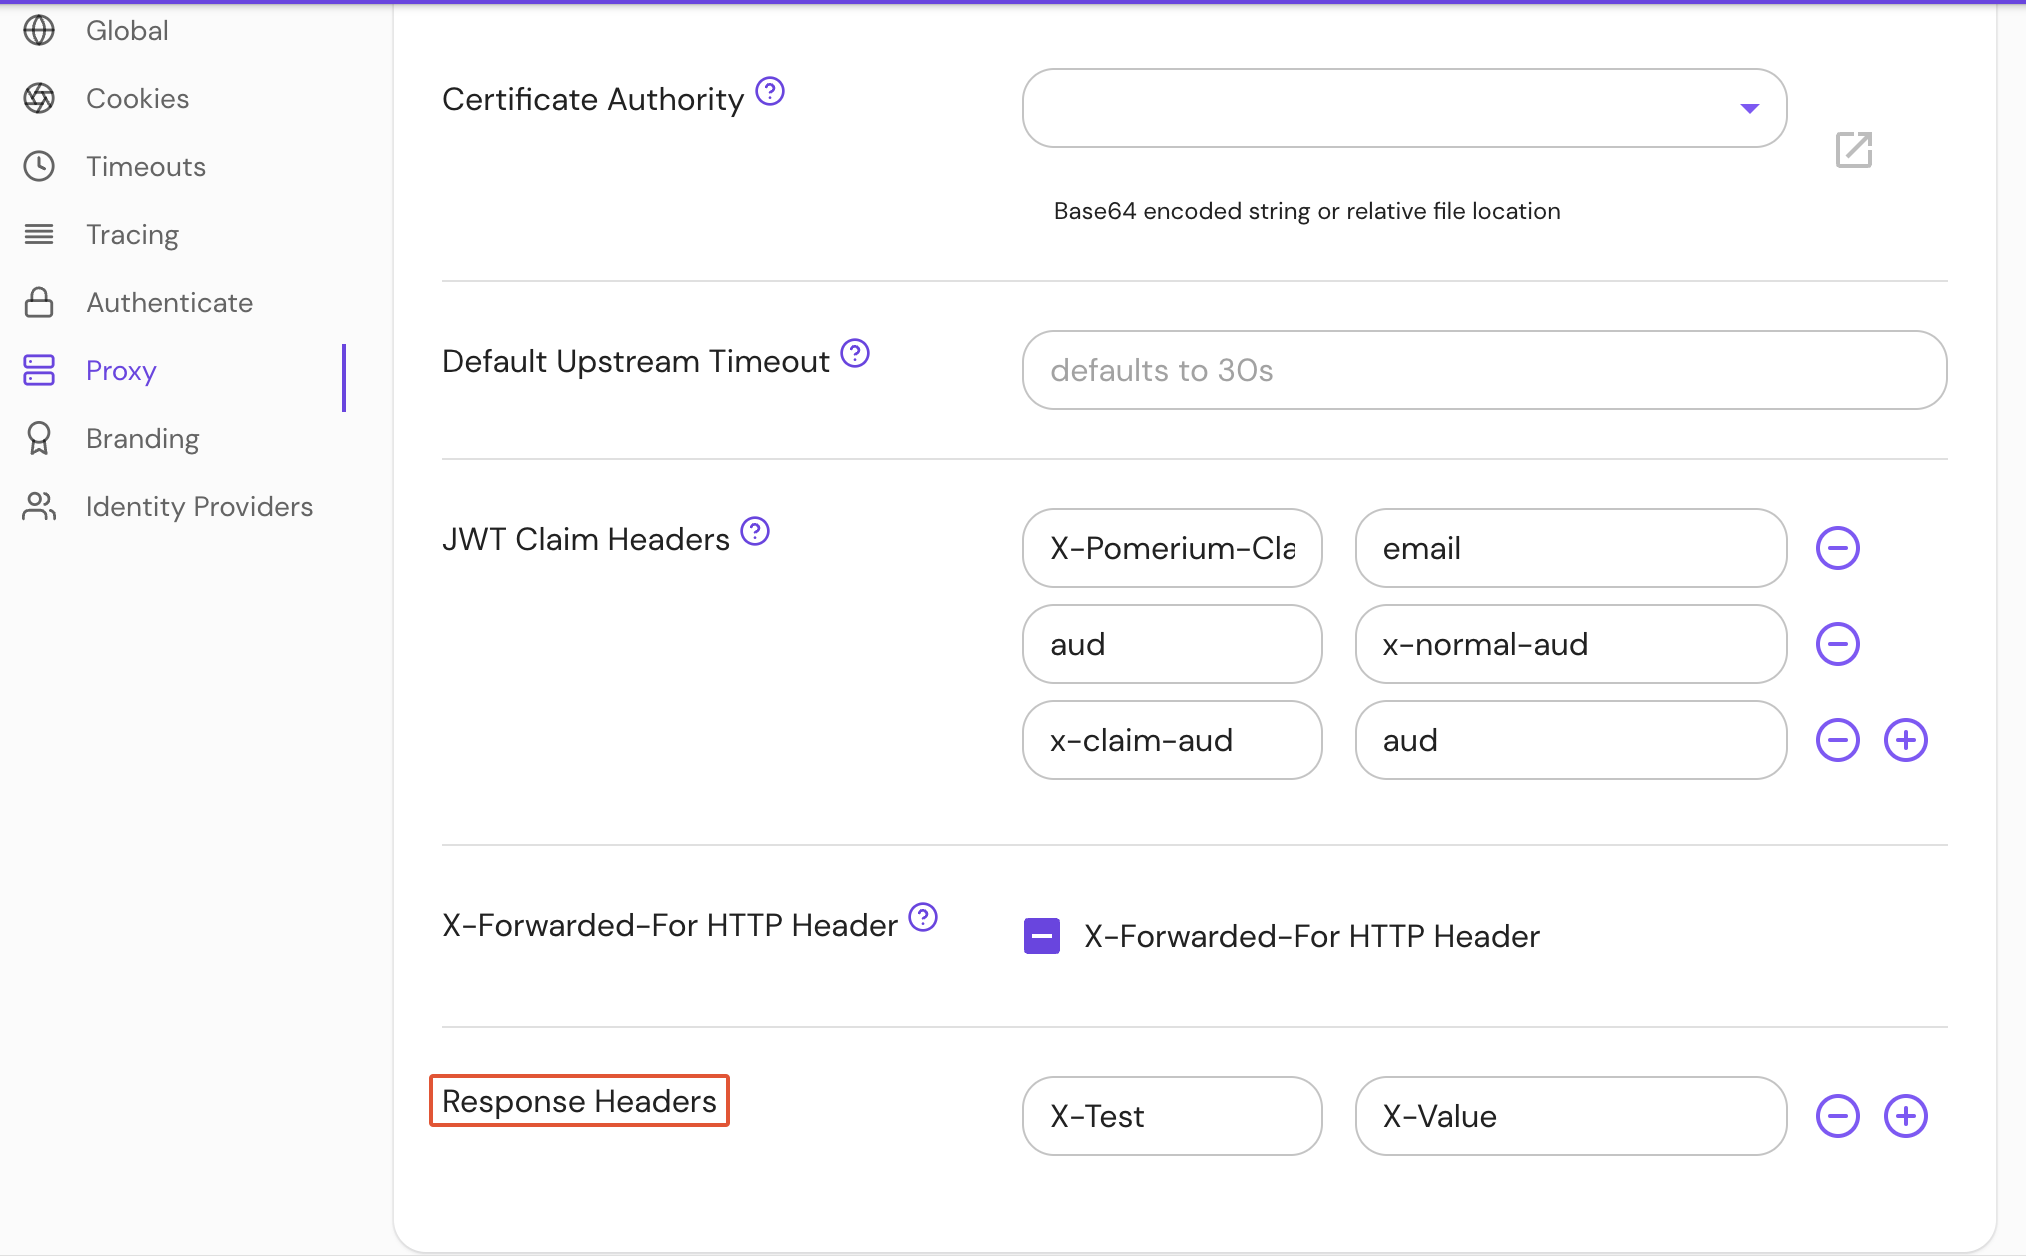 Global
Cookies
Timeouts
Tracing
Authenticate
Proxy
Branding
Identity Providers
Certificate Authority ?
Base64 encoded string or relative file location
Default Upstream Timeout ?
defaults to 30s
JWT Claim Headers ?
X-Pomerium-Cla email
aud x-normal-aud
x-claim-aud aud
X-Forwarded-For HTTP Header ?
X-Forwarded-For HTTP Header
Response Headers
X-Test X-Value